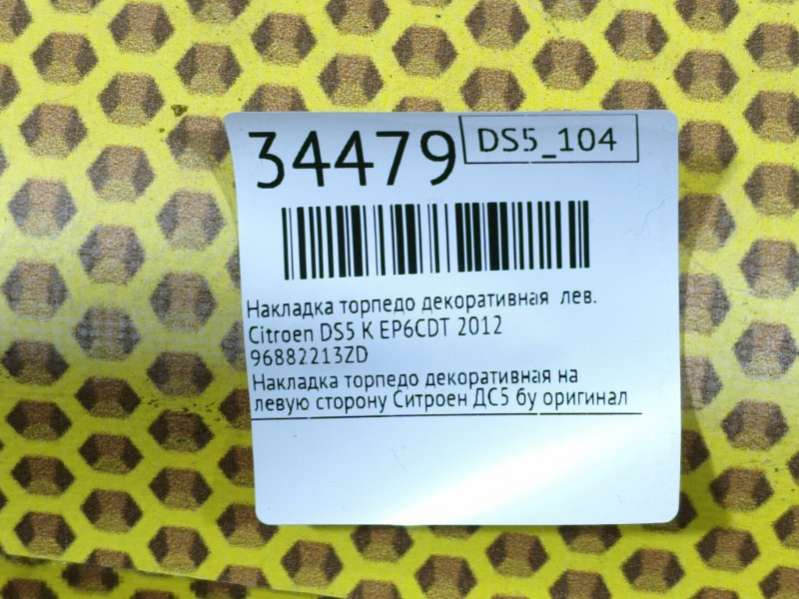 34479
DS5_104
Накладка торпедо декоративная лев.
Citroen DS5 K EP6CDT 2012
96882213ZD
Накладка торпедо декоративная на
левую сторону Ситроен ДС5 бу оригинал